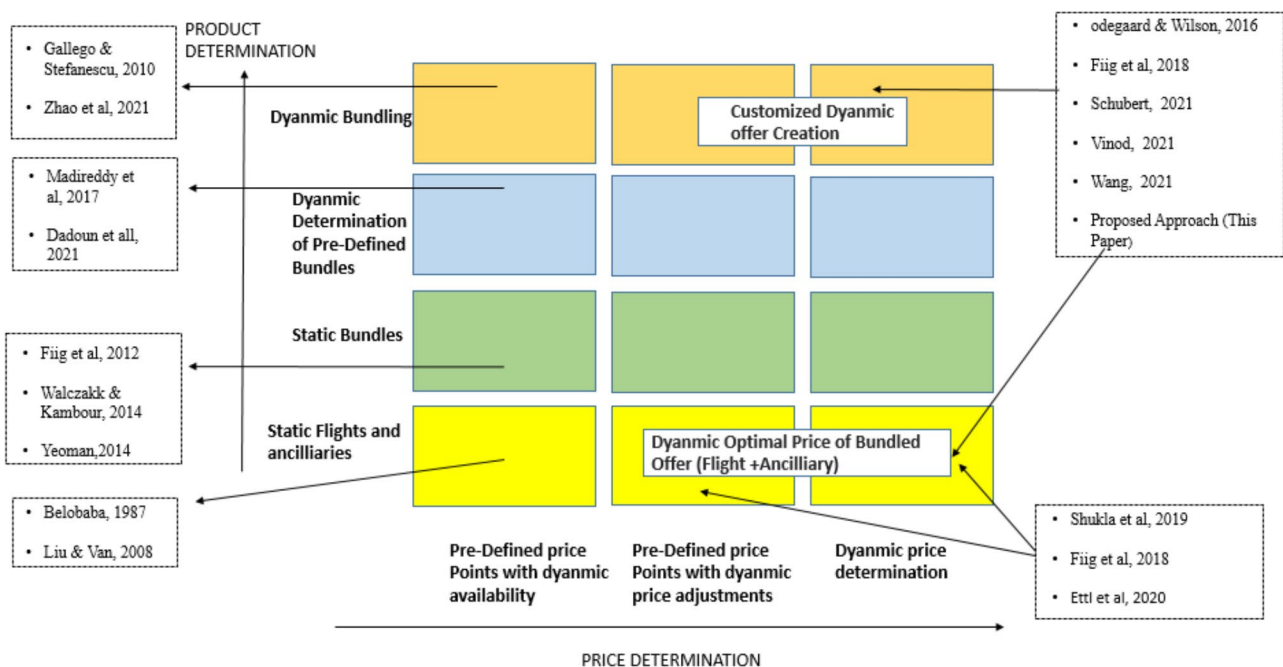 PRODUCT
DETERMINATION
• Gallego &
Stefanescu, 2010
• Zhao et al, 2021
• Madireddy et
al, 2017
• Dadoun et all,
2021
• Fiig et al, 2012
• Walczakk &
Kambour, 2014
• Yeoman,2014
• Belobaba, 1987
• Liu & Van, 2008
Dyanmic Bundling
Dyanmic
Determination
of Pre-Defined
Bundles
Static Bundles
Static Flights and
ancilliaries
Customized Dyanmic
offer Creation
Dyanmic Optimal Price of Bundled
Offer (Flight +Ancilliary)
• odegaard & Wilson, 2016
• Fiig et al, 2018
• Schubert, 2021
• Vinod, 2021
• Wang, 2021
• Proposed Approach (This
Paper)
• Shukla et al, 2019
• Fiig et al, 2018
• Ettl et al, 2020
Pre-Defined price
Points with dyanmic
availability
Pre-Defined price
Points with dyanmic
price adjustments
Dyanmic price
determination
PRICE DETERMINATION